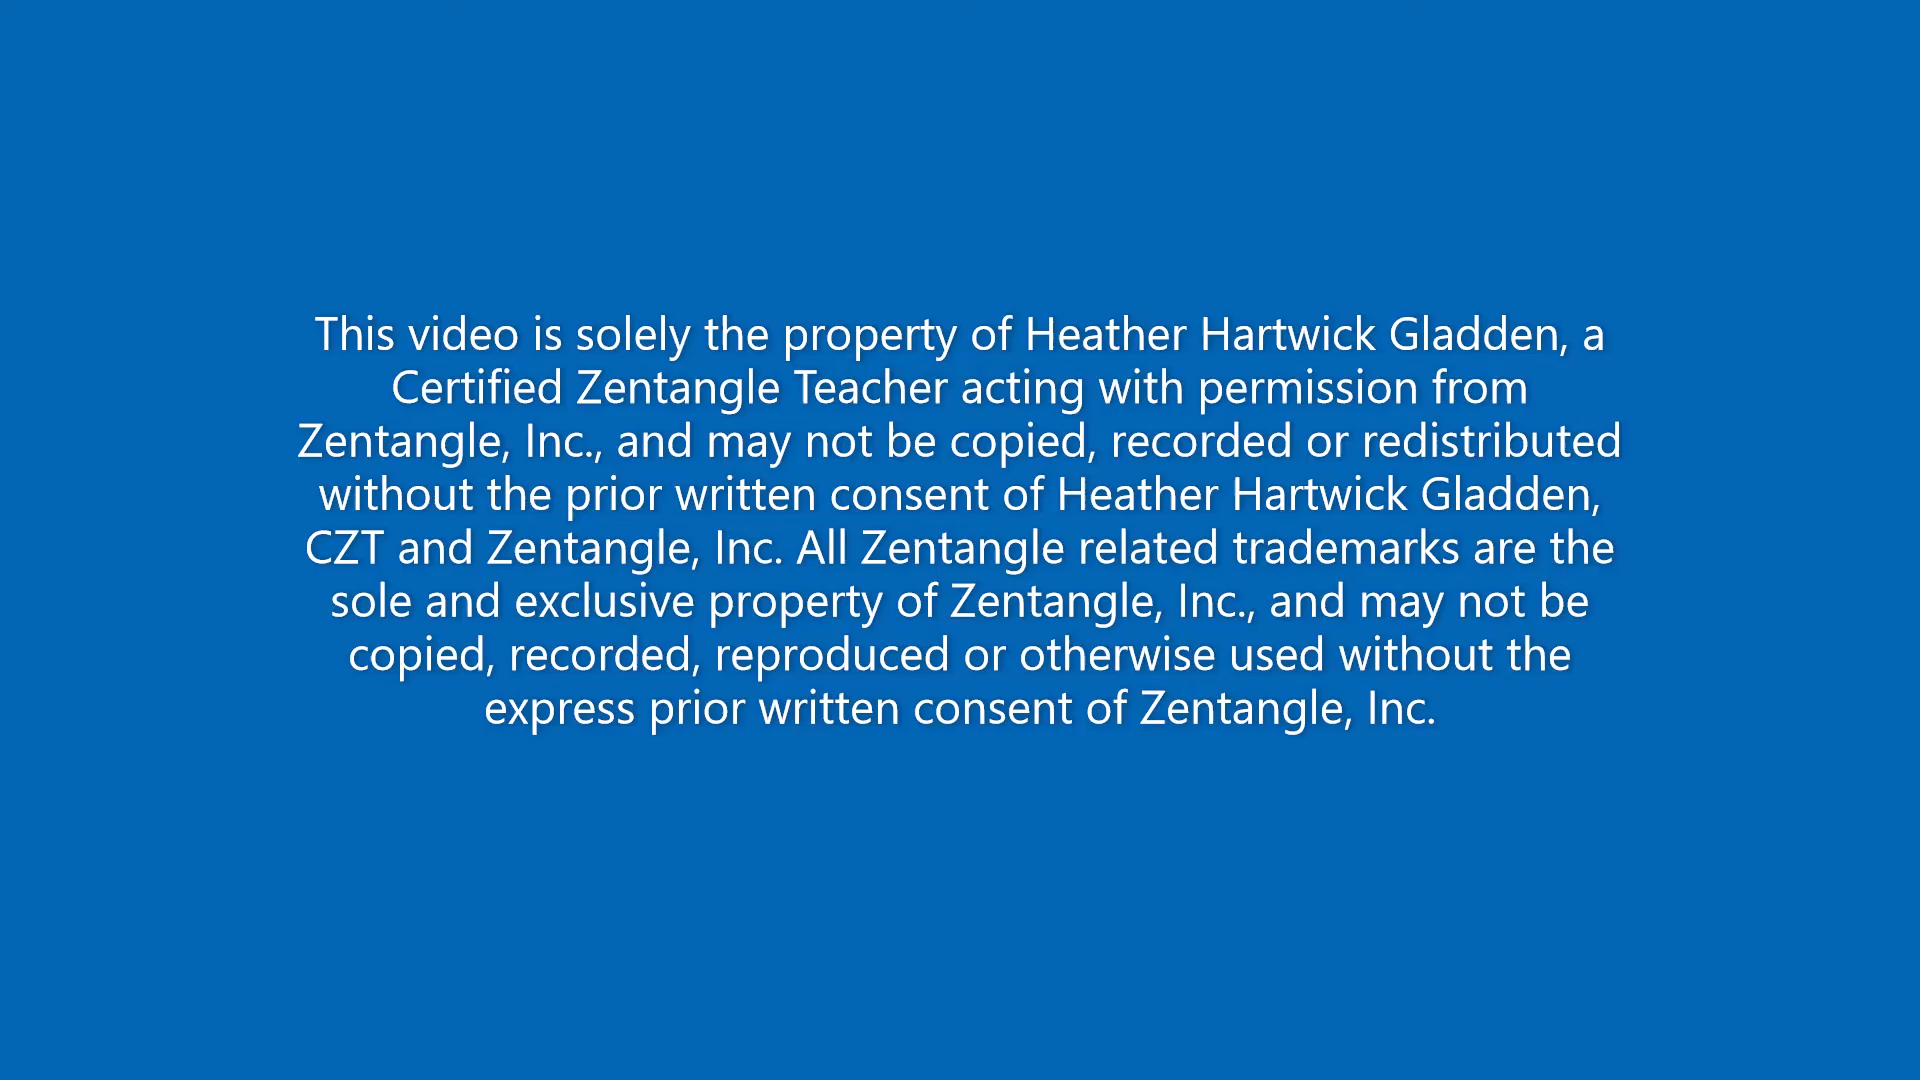 This video is solely the property of Heather Hartwick Gladden, a
Certified Zentangle Teacher acting with permission from
Zentangle, Inc., and may not be copied, recorded or redistributed
without the prior written consent of Heather Hartwick Gladden,
CZT and Zentangle, Inc. All Zentangle related trademarks are the
sole and exclusive property of Zentangle, Inc., and may not be
copied, recorded, reproduced or otherwise used without the
express prior written consent of Zentangle, Inc.